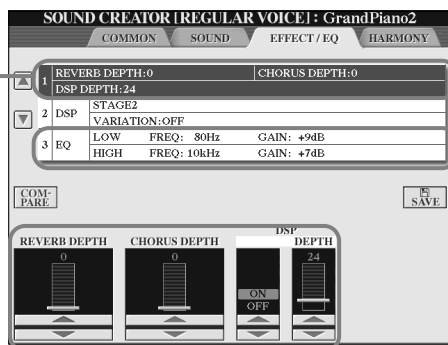 SOUND CREATOR [REGULAR VOICE] : GrandPiano2
COMMON SOUND EFFECT / EQ HARMONY
1 REVERB DEPTH:0 CHORUS DEPTH:0
DSP DEPTH:24
2 DSP STAGE2
VARIATION:OFF
3 EQ LOW FREQ: 80Hz GAIN: +9dB
HIGH FREQ: 10kHz GAIN: +7dB
COM-
PARE
SAVE
DSP
REVERB DEPTH CHORUS DEPTH DEPTH
0 0 24
ON
OFF